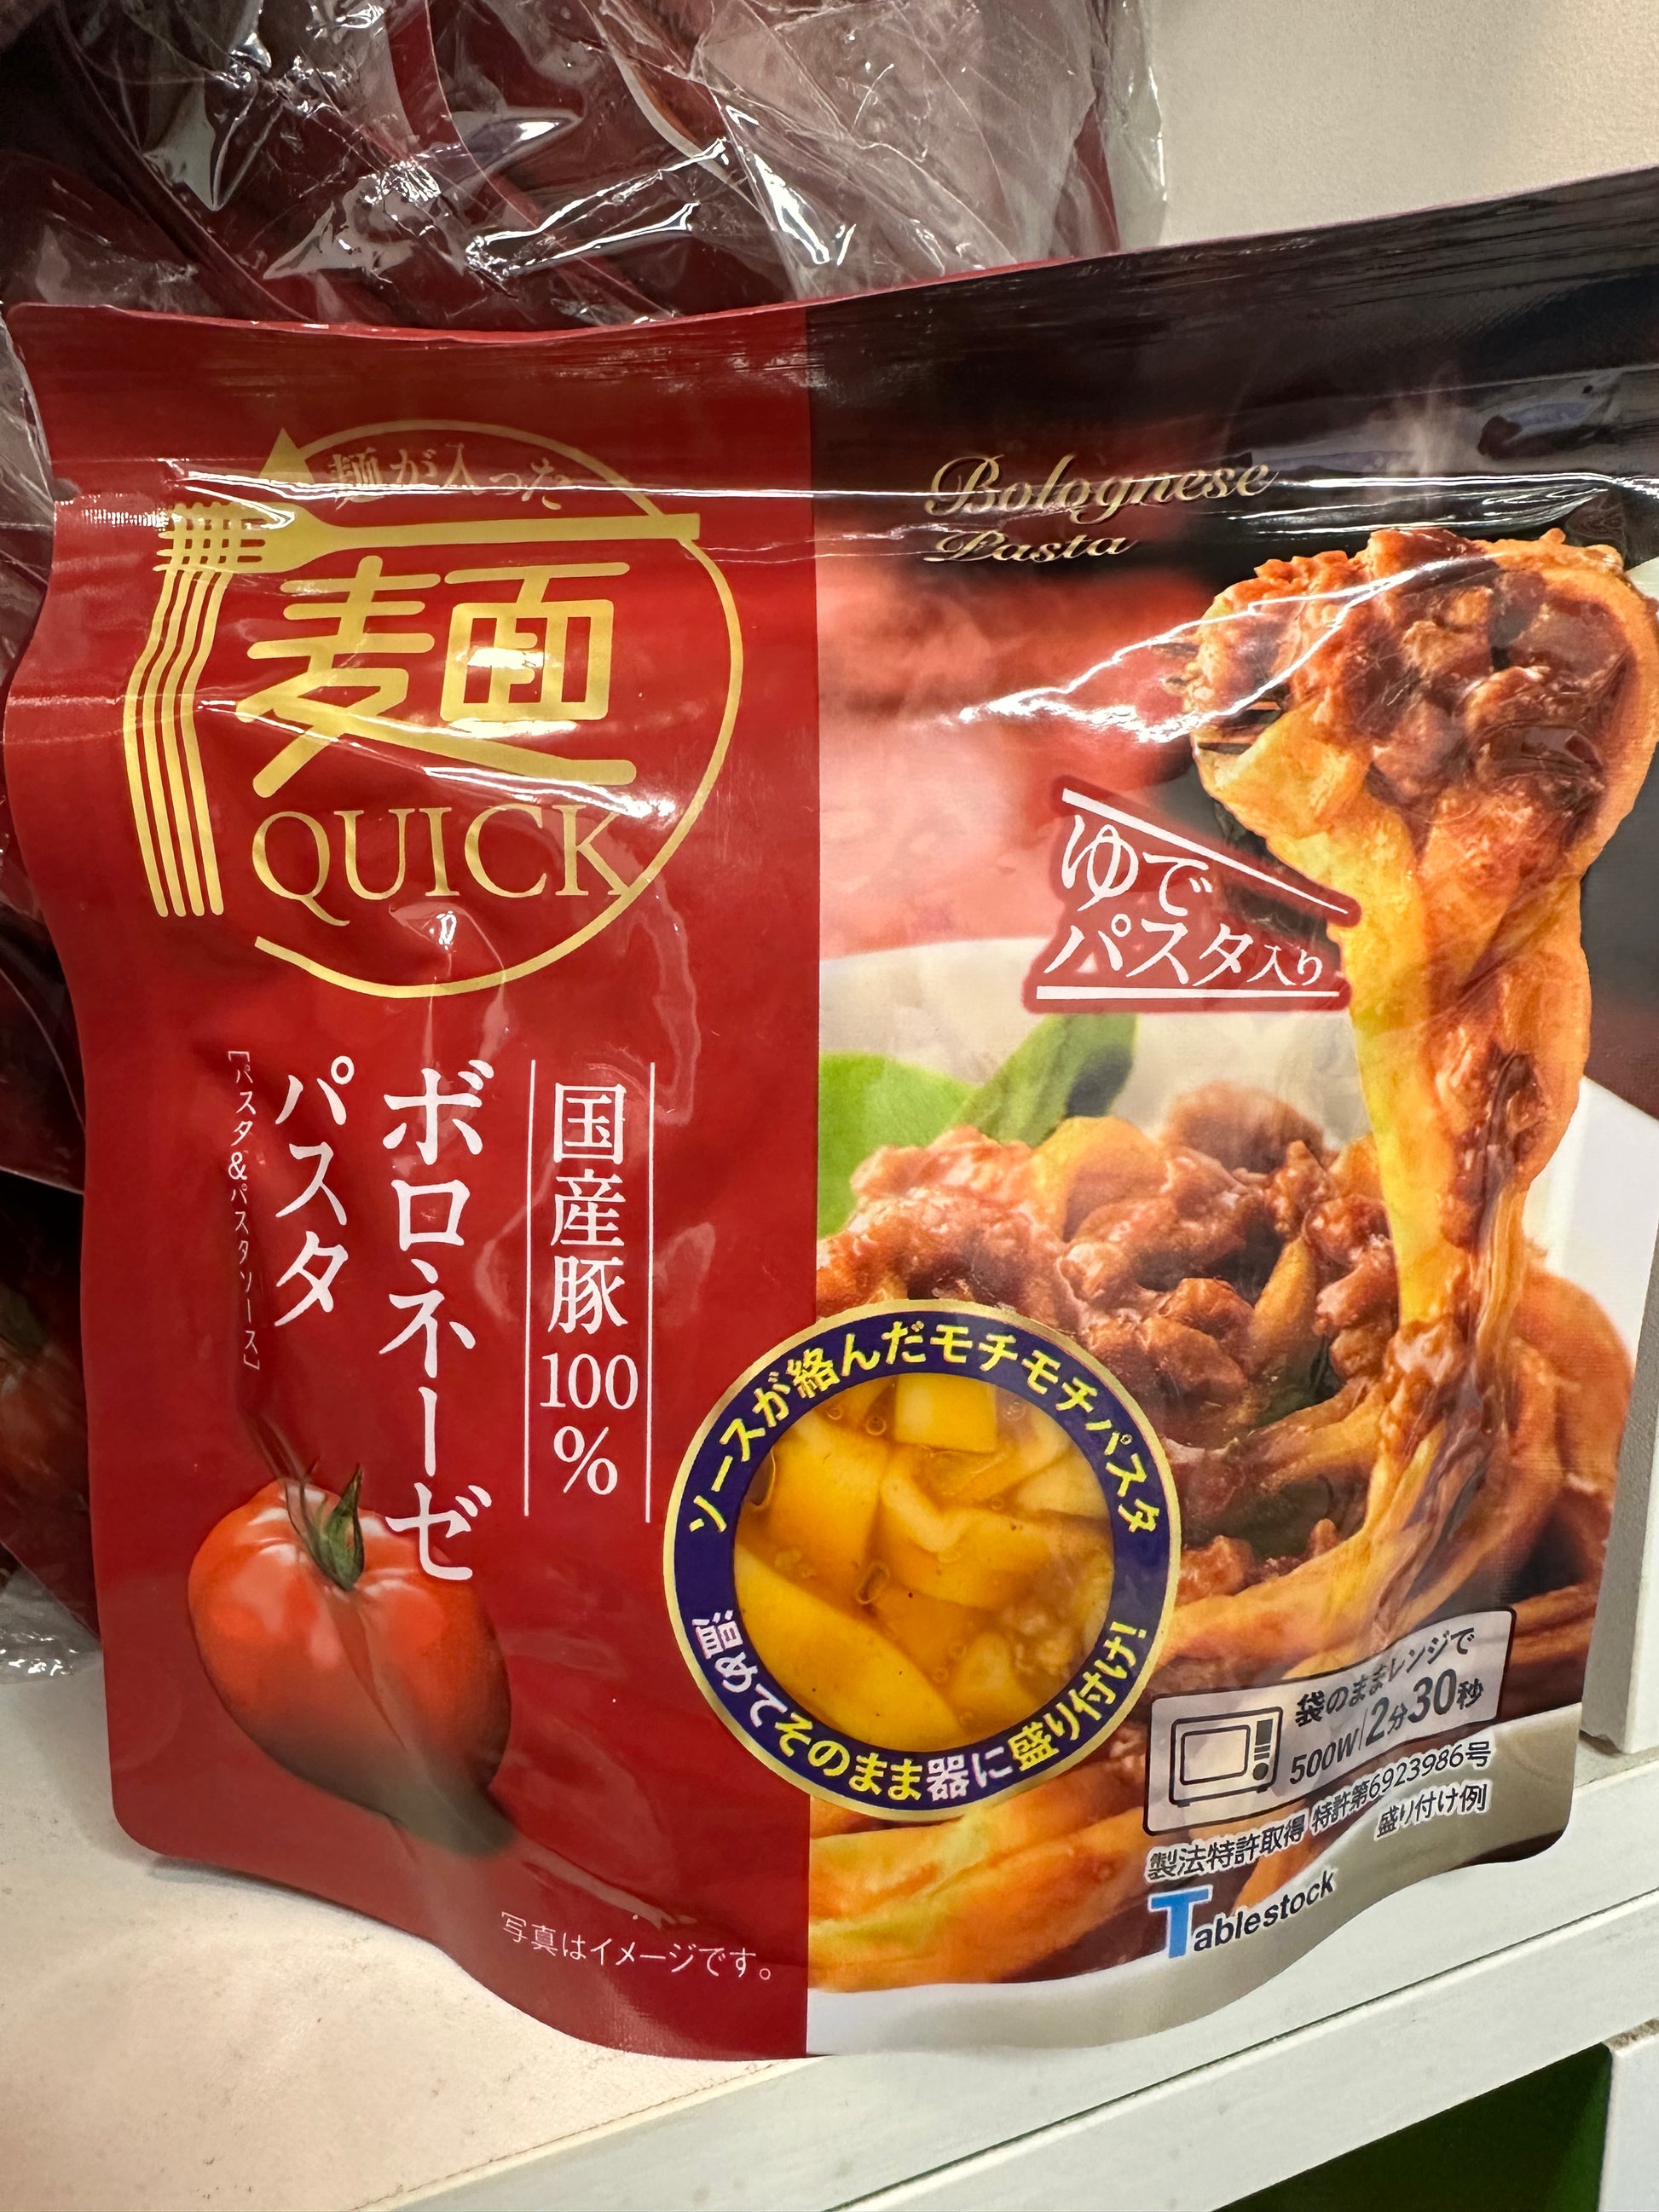 麺が入った
麺
QUICK
Bolognese
Pasta
ゆで
パスタ入り
国産豚100%
ボロネーゼ
パスタ
[パスタ&パスタソース]
ソースが絡んだモチモチパスタ
温めてそのまま器に盛り付け!
袋のままレンジで
500W/2分30秒
製法特許取得 特許第6923986号
盛り付け例
Tablestock
写真はイメージです。